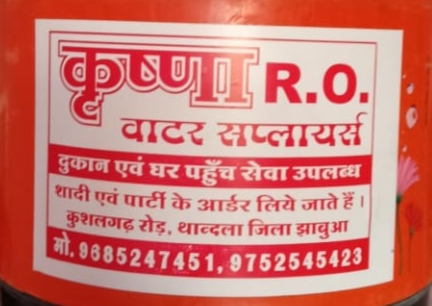 कृष्णा R.O.
वाटर सप्लायर्स
दुकान एवं घर पहुँच सेवा उपलब्ध
शादी एवं पार्टी के आर्डर लिये जाते हैं।
कुशलगढ़ रोड़, थान्दला जिला झाबुआ
मो. 9685247451, 9752545423